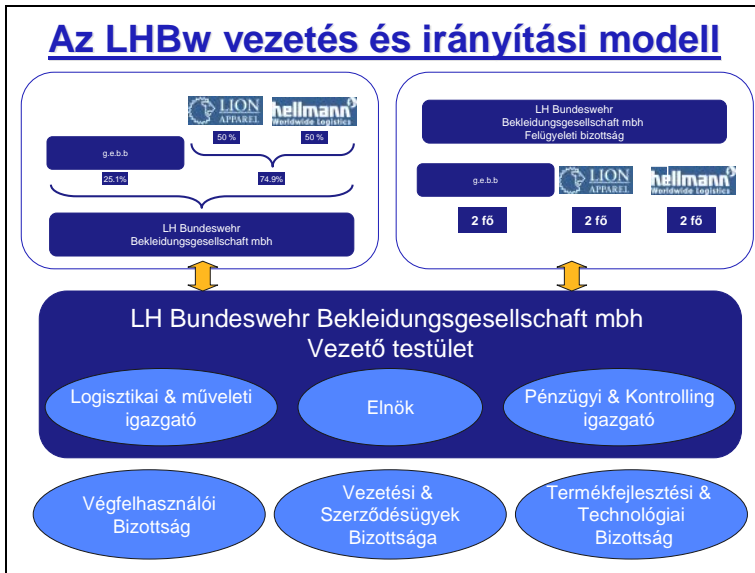 Az LHBw vezetés és irányítási modell
LION
APPAREL
hellmann
Worldwide Logistics
50 %
50 %
g.e.b.b
25.1%
74.9%
LH Bundeswehr
Bekleidungsgesellschaft mbh
LH Bundeswehr
Bekleidungsgesellschaft mbh
Felügyeleti bizottság
g.e.b.b
LION
APPAREL
hellmann
Worldwide Logistics
2 fő
2 fő
2 fő
LH Bundeswehr Bekleidungsgesellschaft mbh
Vezető testület
Logisztikai & műveleti
igazgató
Elnök
Pénzügyi & Kontrolling
igazgató
Végfelhasználói
Bizottság
Vezetési &
Szerződésügyek
Bizottsága
Termékfejlesztési &
Technológiai
Bizottság